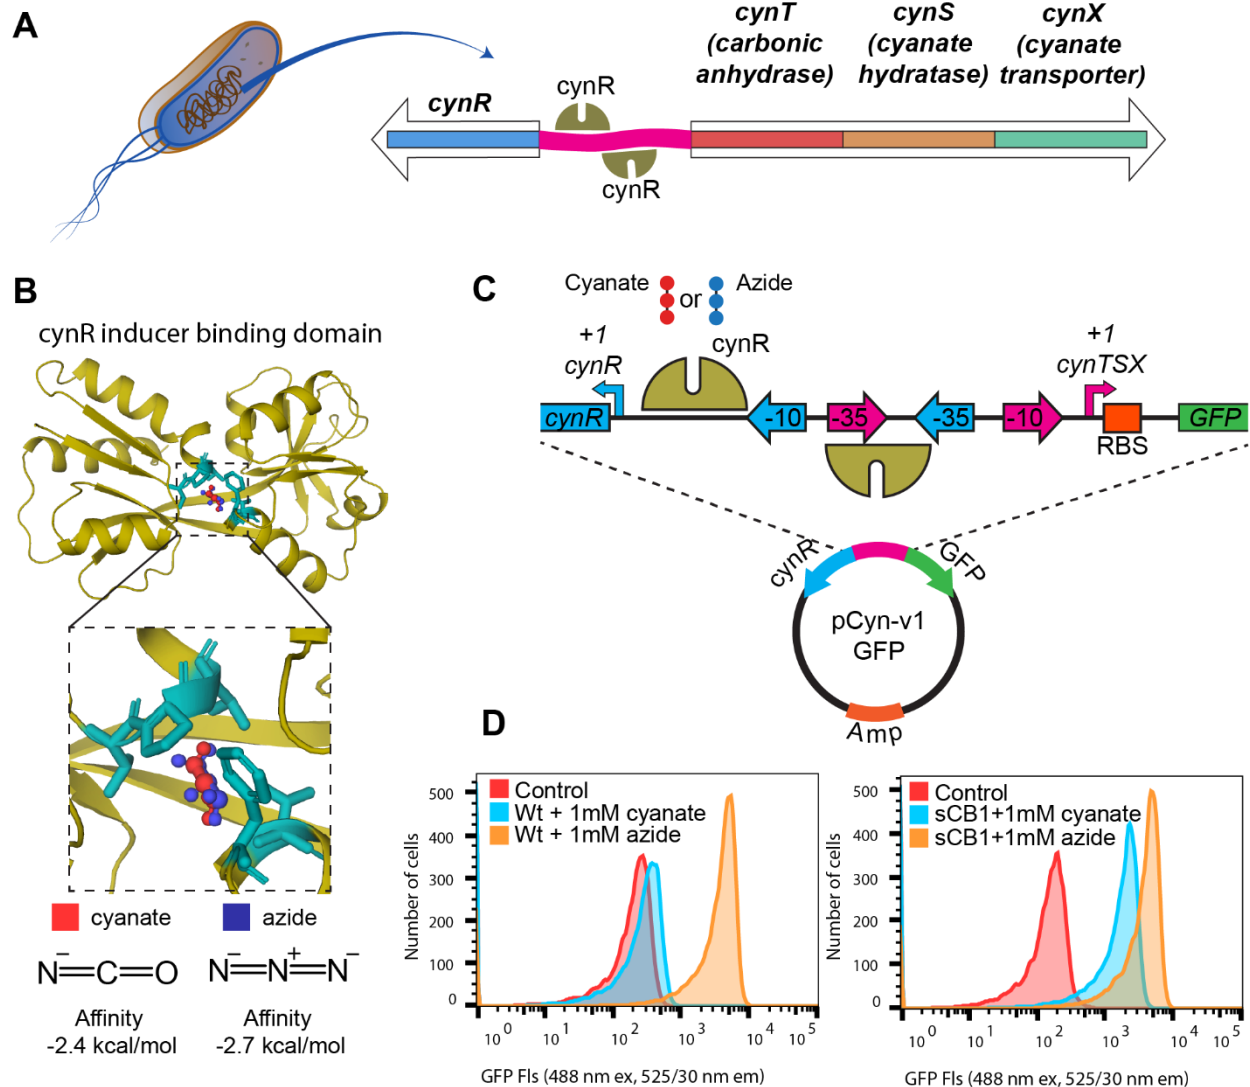 A
cynT
(carbonic
anhydrase)
cynS
(cyanate
hydratase)
cynX
(cyanate
transporter)
cynR
cynR
cynR
B
cynR inducer binding domain
cyanate
azide
N=C=O
−
N=N=N
− + −
Affinity
-2.4 kcal/mol
Affinity
-2.7 kcal/mol
C
Cyanate
or
Azide
+1
cynR
cynR
+1
cynTSX
cynR
-10
-35
-35
-10
RBS
GFP
cynR
GFP
pCyn-v1
GFP
Amp
D
Control
Wt + 1mM cyanate
Wt + 1mM azide
Number of cells
500
400
300
200
100
0
10^0 10^1 10^2 10^3 10^4 10^5
GFP Fls (488 nm ex, 525/30 nm em)
Control
sCB1+1mM cyanate
sCB1+1mM azide
Number of cells
500
400
300
200
100
0
10^0 10^1 10^2 10^3 10^4 10^5
GFP Fls (488 nm ex, 525/30 nm em)